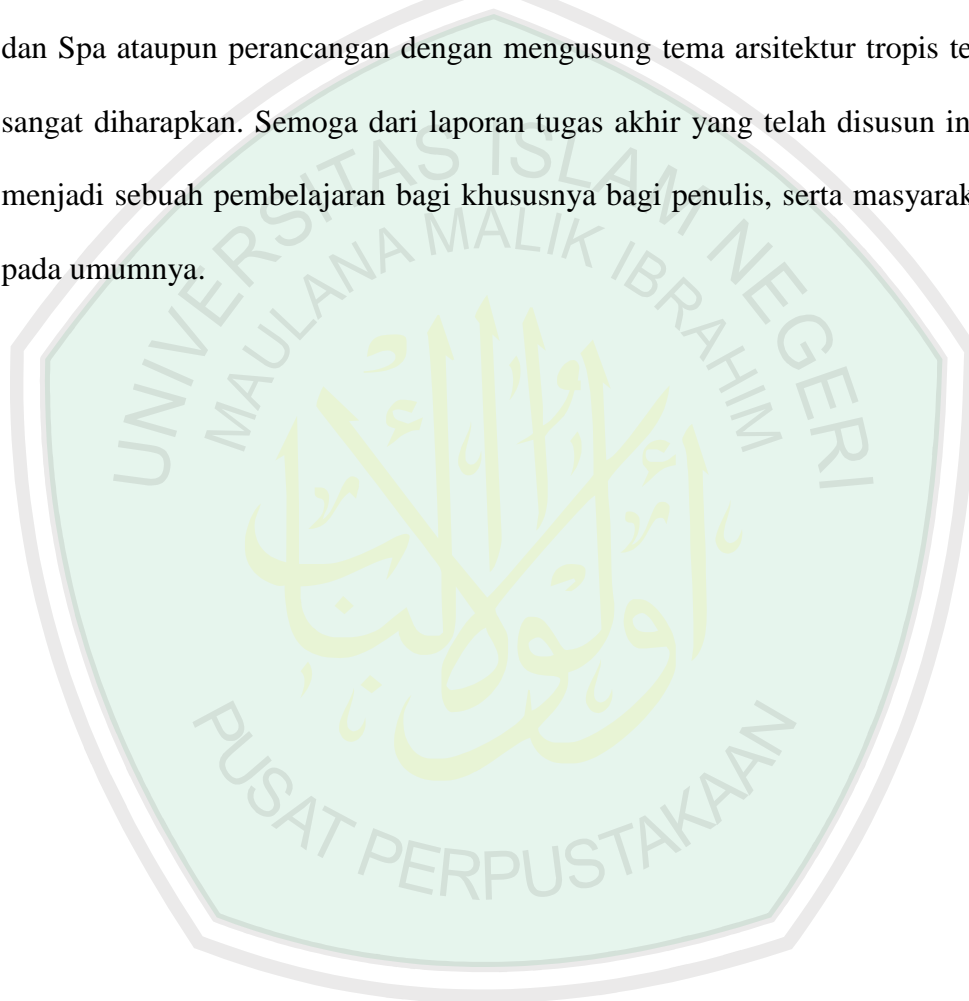 dan Spa ataupun perancangan dengan mengusung tema arsitektur tropis te
sangat diharapkan. Semoga dari laporan tugas akhir yang telah disusun in
menjadi sebuah pembelajaran bagi khususnya bagi penulis, serta masyarak
pada umumnya.
UNIVERSITAS ISLAM NEGERI
MAULANA MALIK IBRAHIM
أولوا الألباب
PUSAT PERPUSTAKAAN